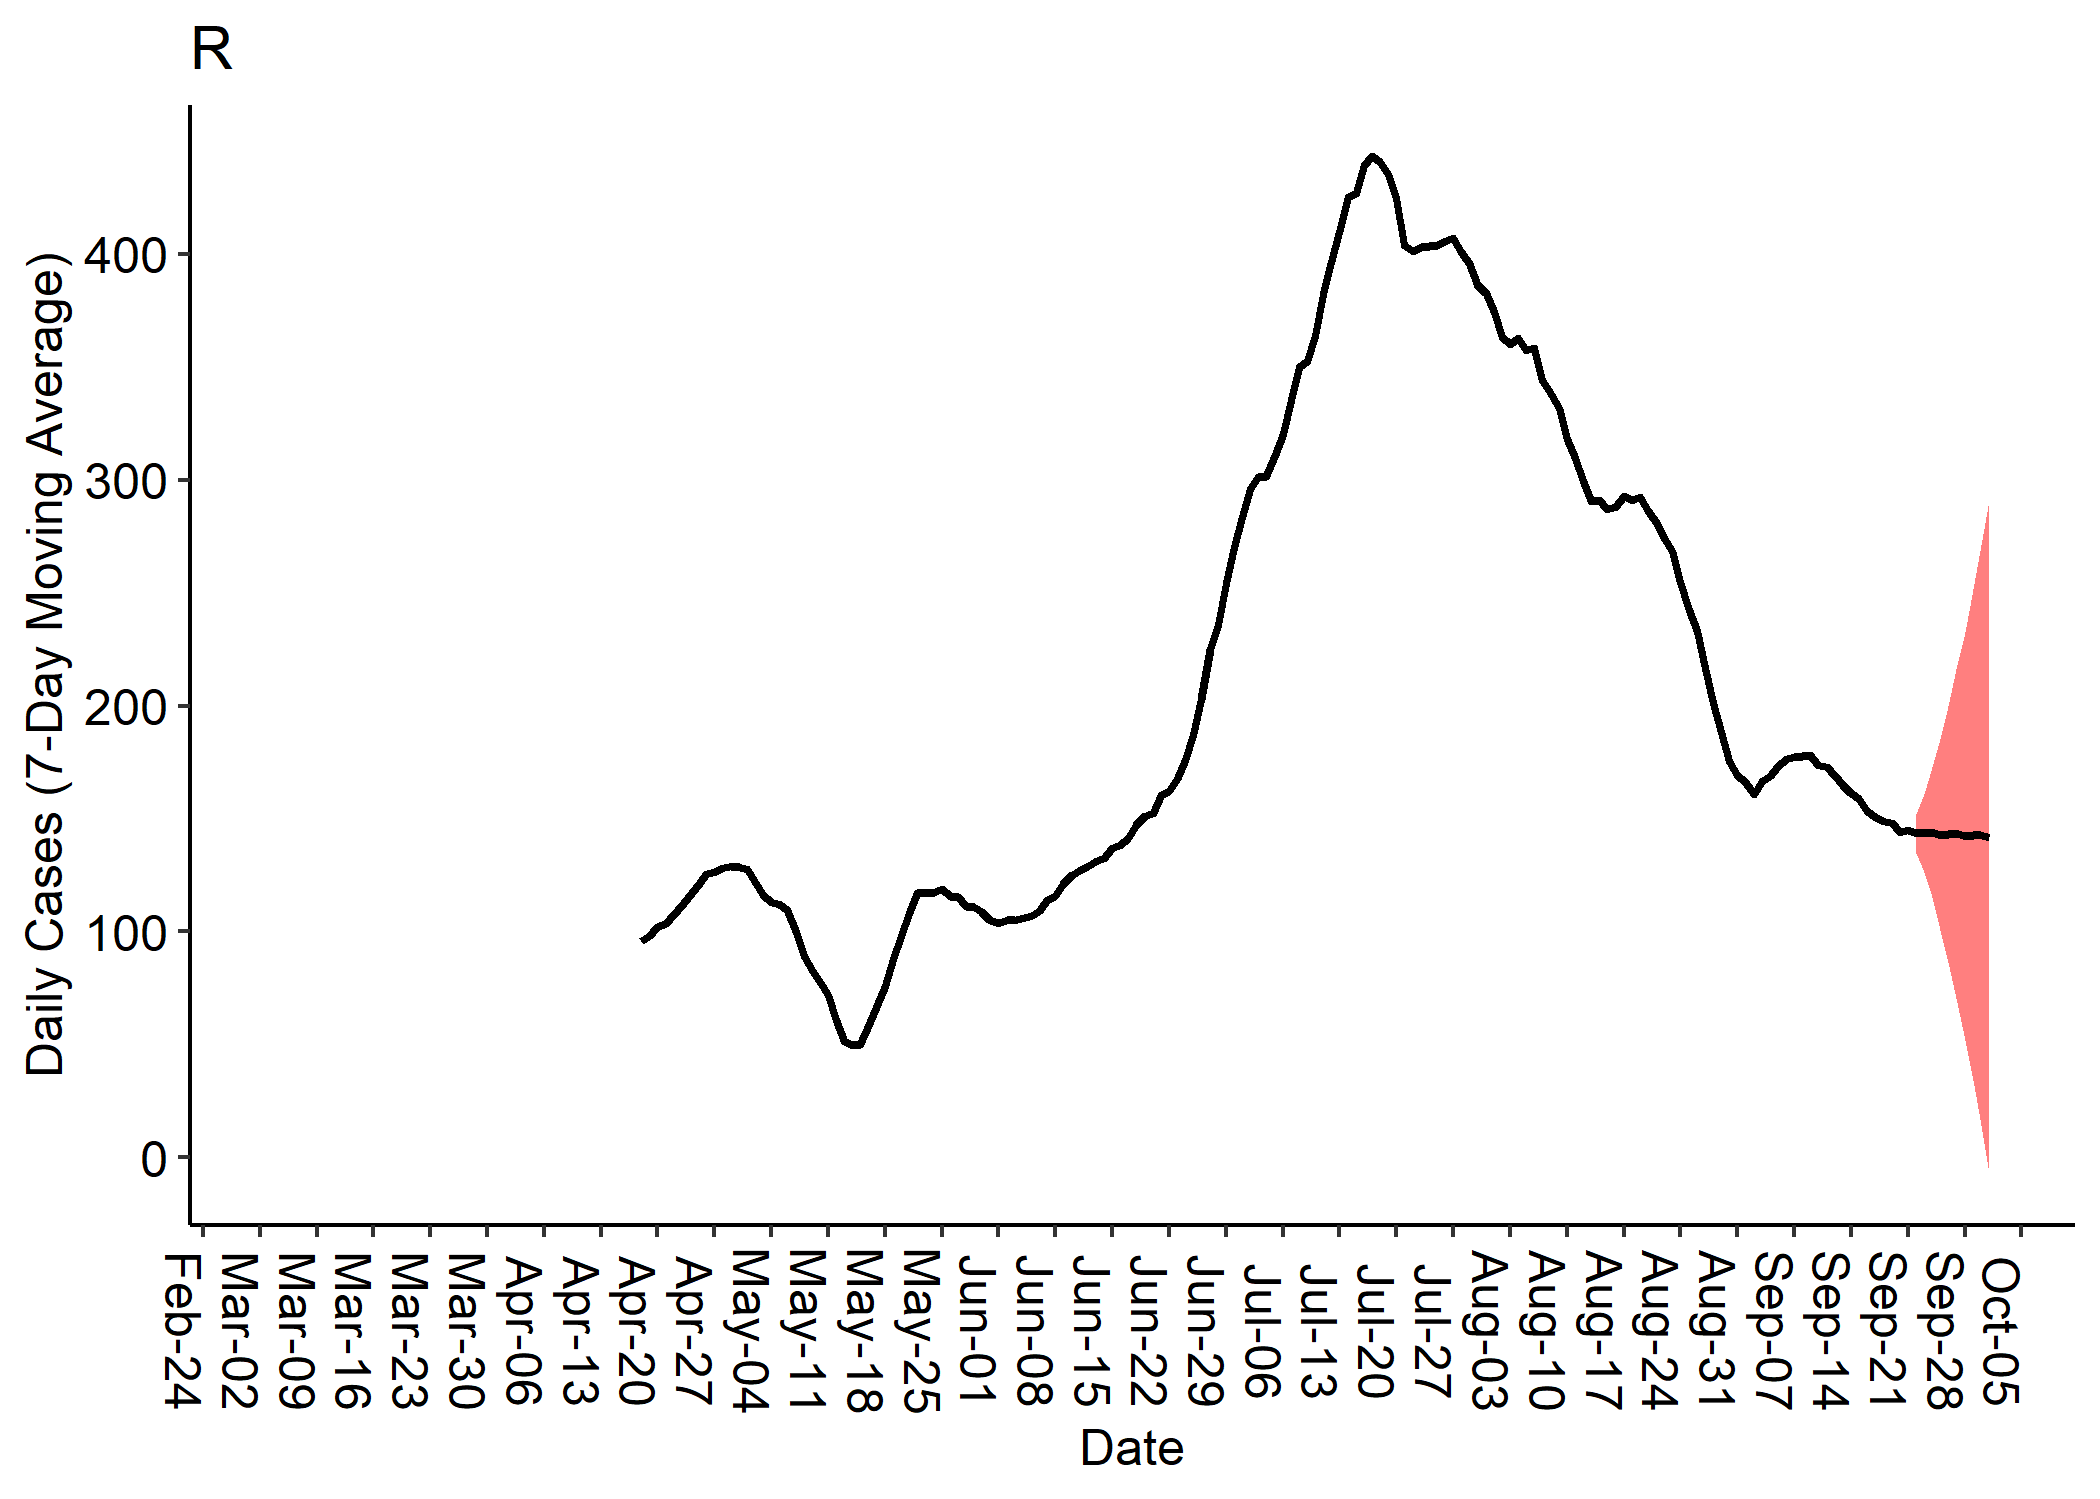 R
Daily Cases (7-Day Moving Average)
400
300
200
100
0
Feb-24
Mar-02
Mar-09
Mar-16
Mar-23
Mar-30
Apr-06
Apr-13
Apr-20
Apr-27
May-04
May-11
May-18
May-25
Jun-01
Jun-08
Jun-15
Jun-22
Jun-29
Jul-06
Jul-13
Jul-20
Jul-27
Aug-03
Aug-10
Aug-17
Aug-24
Aug-31
Sep-07
Sep-14
Sep-21
Sep-28
Oct-05
Date